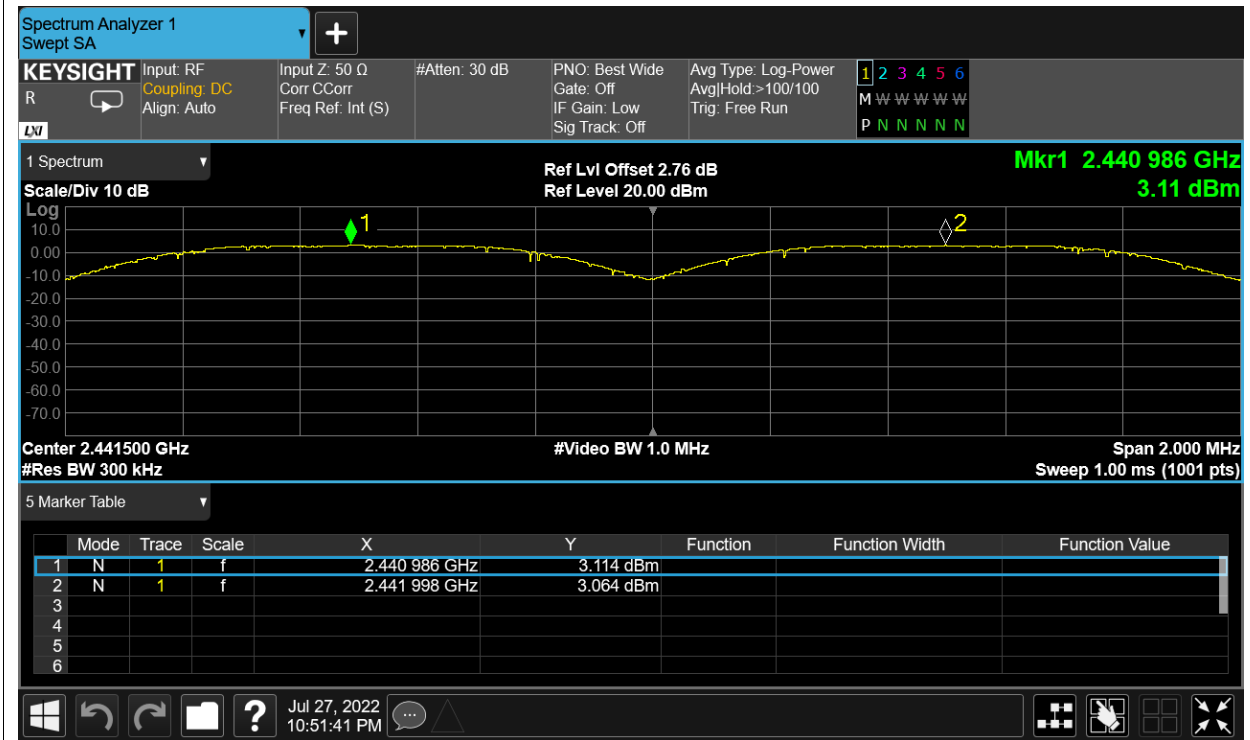 Spectrum Analyzer 1
Swept SA
+
KEYSIGHT
R
LXI
Input: RF
Coupling: DC
Align: Auto
Input Z: 50 Ω
Corr CCorr
Freq Ref: Int (S)
#Atten: 30 dB
PNO: Best Wide
Gate: Off
IF Gain: Low
Sig Track: Off
Avg Type: Log-Power
Avg|Hold:>100/100
Trig: Free Run
1 2 3 4 5 6
M W W W W W
P N N N N N
1 Spectrum
Scale/Div 10 dB
Ref Lvl Offset 2.76 dB
Ref Level 20.00 dBm
Mkr1 2.440 986 GHz
3.11 dBm
Log
10.0
0.00
-10.0
-20.0
-30.0
-40.0
-50.0
-60.0
-70.0
1
2
Center 2.441500 GHz
#Res BW 300 kHz
#Video BW 1.0 MHz
Span 2.000 MHz
Sweep 1.00 ms (1001 pts)
5 Marker Table
Mode Trace Scale X Y Function Function Width Function Value
1 N 1 f 2.440 986 GHz 3.114 dBm
2 N 1 f 2.441 998 GHz 3.064 dBm
3
4
5
6
?
Jul 27, 2022
10:51:41 PM